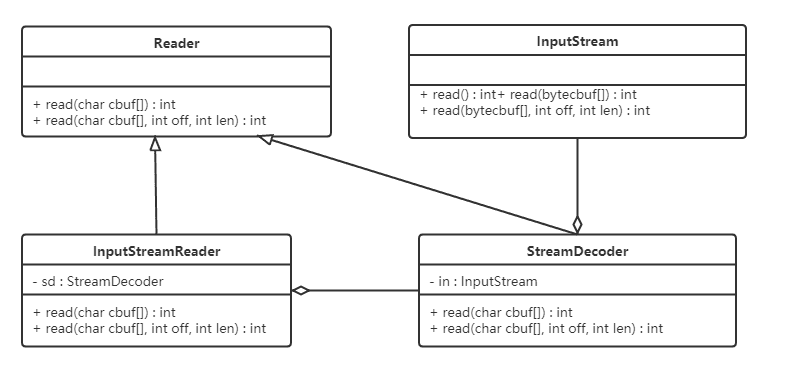 Reader
+ read(char cbuf[]) : int
+ read(char cbuf[], int off, int len) : int
InputStream
+ read() : int+ read(bytecbuf[]) : int
+ read(bytecbuf[], int off, int len) : int
InputStreamReader
- sd : StreamDecoder
+ read(char cbuf[]) : int
+ read(char cbuf[], int off, int len) : int
StreamDecoder
- in : InputStream
+ read(char cbuf[]) : int
+ read(char cbuf[], int off, int len) : int